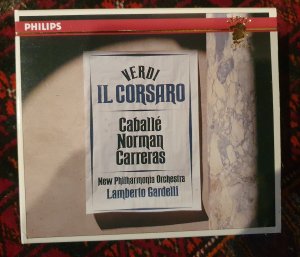 PHILIPS
VERDI
IL CORSARO
Caballé
Norman
Carreras
New Philharmonia Orchestra
Lamberto Gardelli